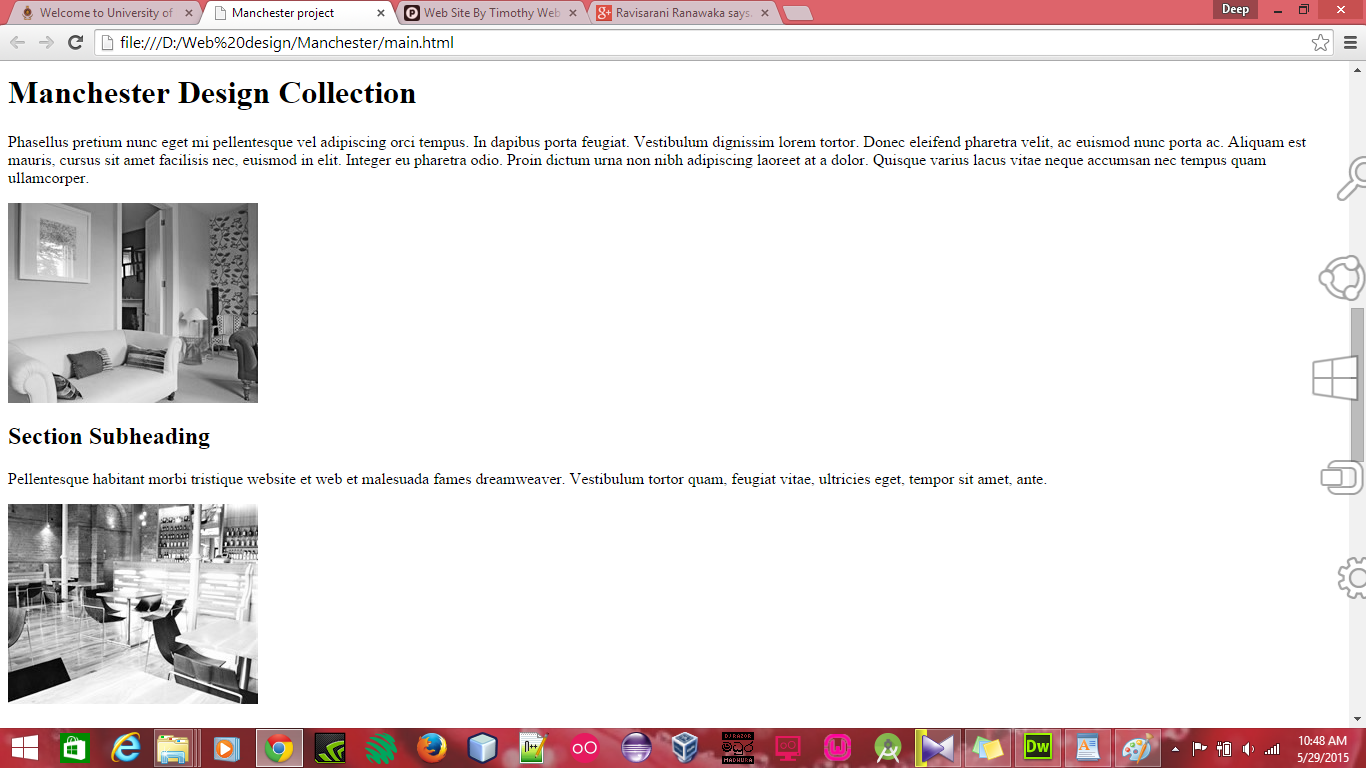 Welcome to University of
Manchester project
Web Site By Timothy Web
Ravisarani Ranawaka says
Deep
file:///D:/Web%20design/Manchester/main.html
Manchester Design Collection
Phasellus pretium nunc eget mi pellentesque vel adipiscing orci tempus. In dapibus porta feugiat. Vestibulum dignissim lorem tortor. Donec eleifend pharetra velit, ac euismod nunc porta ac. Aliquam est
mauris, cursus sit amet facilisis nec, euismod in elit. Integer eu pharetra odio. Proin dictum urna non nibh adipiscing laoreet at a dolor. Quisque varius lacus vitae neque accumsan nec tempus quam
ullamcorper.
Section Subheading
Pellentesque habitant morbi tristique website et web et malesuada fames dreamweaver. Vestibulum tortor quam, feugiat vitae, ultricies eget, tempor sit amet, ante.
DJ RAZOR
මධුර
MADHURA
Dw
10:48 AM
5/29/2015